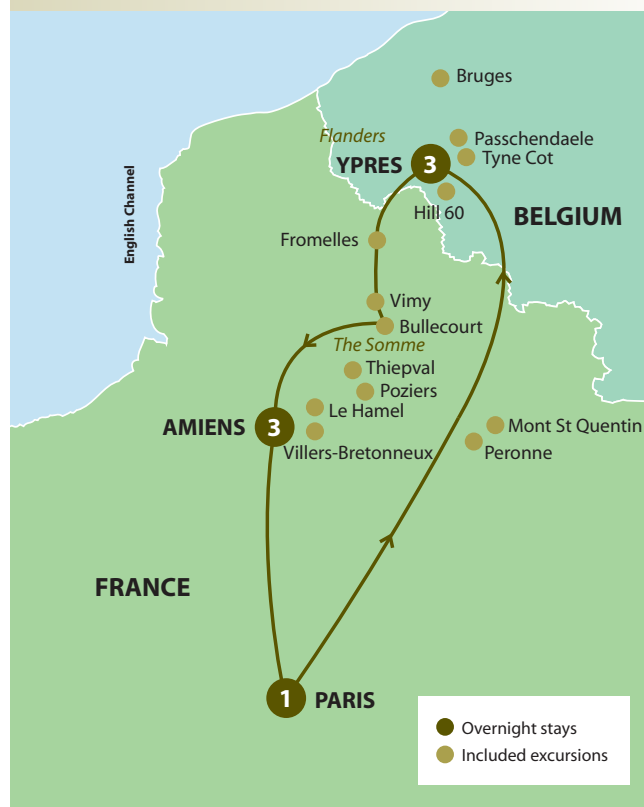 Bruges
Flanders
Passchendaele
YPRES
3
Tyne Cot
Hill 60
BELGIUM
English Channel
Fromelles
Vimy
Bullecourt
The Somme
Thiepval
Poziers
Le Hamel
AMIENS
3
Mont St Quentin
Villers-Bretonneux
Peronne
FRANCE
1
PARIS
Overnight stays
Included excursions